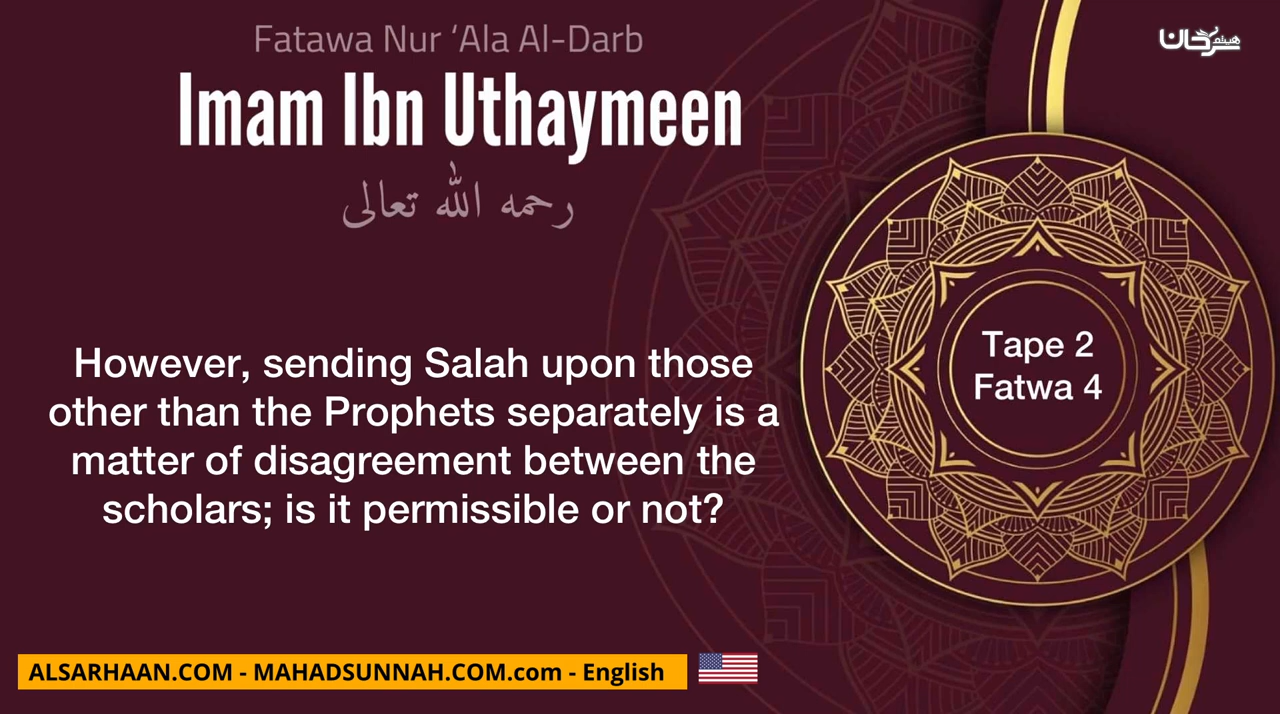 Fatawa Nur ‘Ala Al-Darb
هيثم سرحان
Imam Ibn Uthaymeen
رحمه الله تعالى
However, sending Salah upon those
other than the Prophets separately is a
matter of disagreement between the
scholars; is it permissible or not?
Tape 2
Fatwa 4
ALSARHAAN.COM - MAHADSUNNAH.COM.com - English